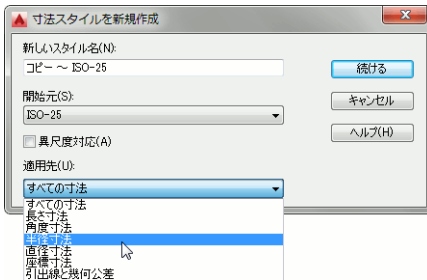 寸法スタイルを新規作成
新しいスタイル名(N):
コピー ～ ISO-25
続ける
開始元(S):
キャンセル
ISO-25
ヘルプ(H)
異尺度対応(A)
適用先(U):
すべての寸法
すべての寸法
長さ寸法
角度寸法
半径寸法
直径寸法
座標寸法
引出線と幾何公差